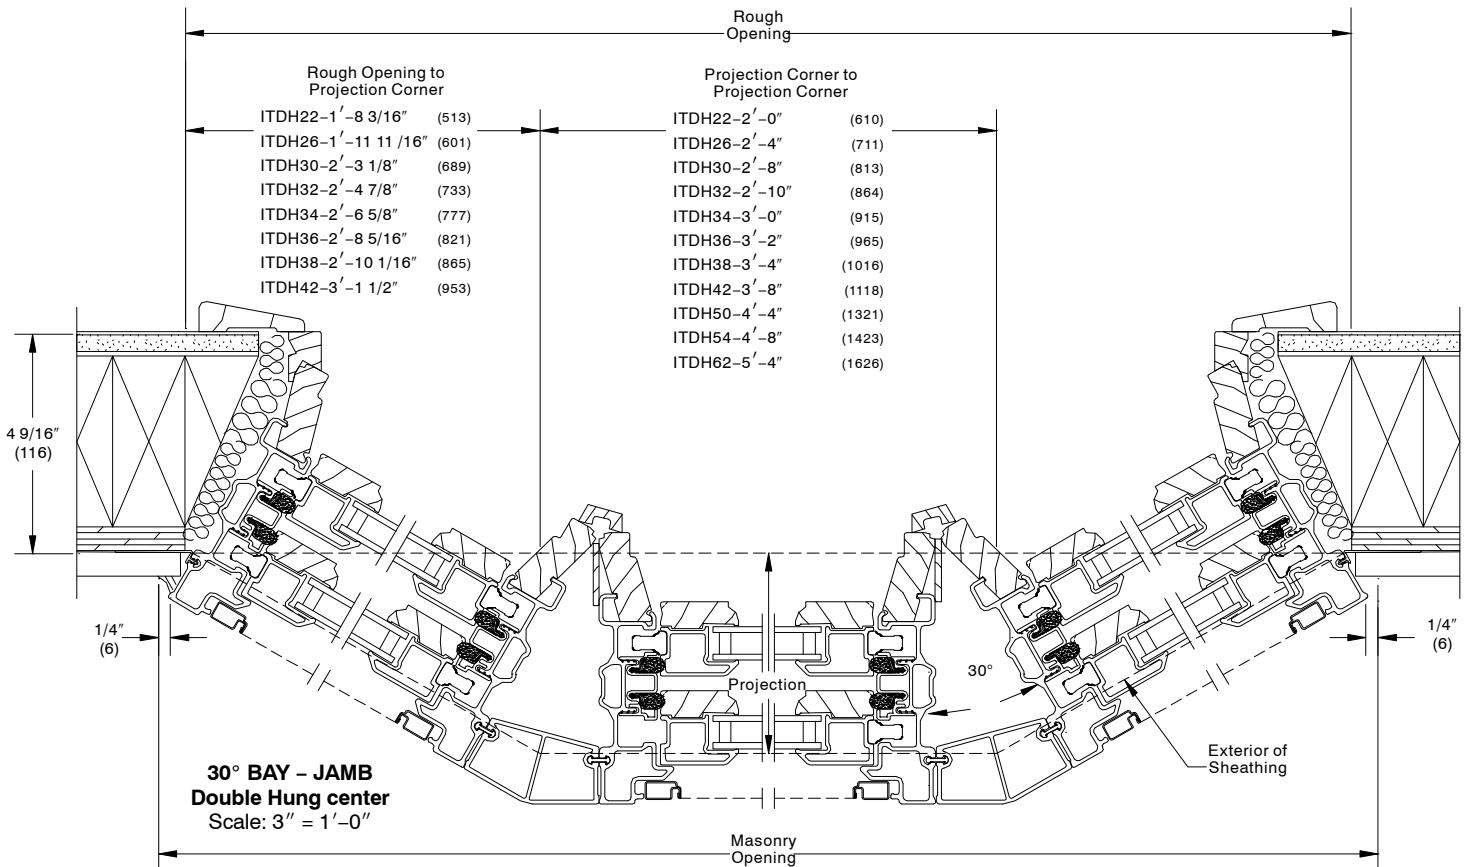 Rough
Opening
Rough Opening to
Projection Corner
ITDH22–1′–8 3/16″ (513)
ITDH26–1′–11 11 /16″ (601)
ITDH30–2′–3 1/8″ (689)
ITDH32–2′–4 7/8″ (733)
ITDH34–2′–6 5/8″ (777)
ITDH36–2′–8 5/16″ (821)
ITDH38–2′–10 1/16″ (865)
ITDH42–3′–1 1/2″ (953)
Projection Corner to
Projection Corner
ITDH22–2′–0″ (610)
ITDH26–2′–4″ (711)
ITDH30–2′–8″ (813)
ITDH32–2′–10″ (864)
ITDH34–3′–0″ (915)
ITDH36–3′–2″ (965)
ITDH38–3′–4″ (1016)
ITDH42–3′–8″ (1118)
ITDH50–4′–4″ (1321)
ITDH54–4′–8″ (1423)
ITDH62–5′–4″ (1626)
4 9/16″
(116)
1/4″
(6)
1/4″
(6)
30°
Projection
Exterior of
Sheathing
30° BAY – JAMB
Double Hung center
Scale: 3″ = 1′–0″
Masonry
Opening